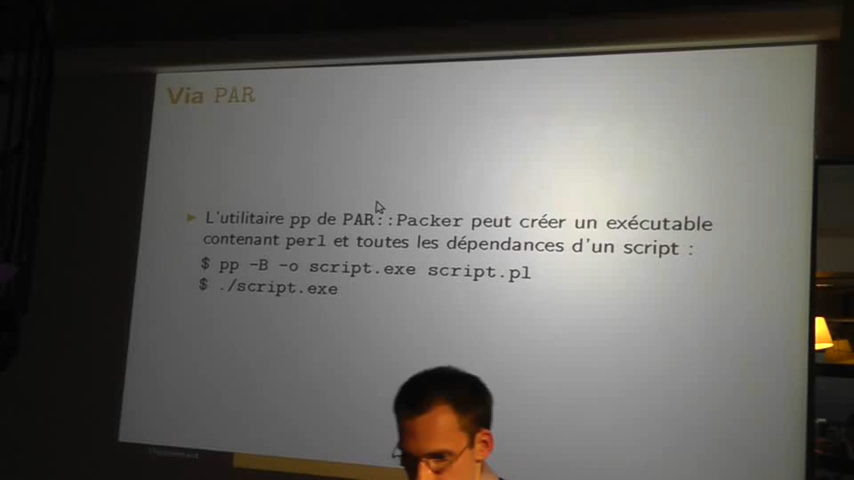 Via PAR
L'utilitaire pp de PAR::Packer peut créer un exécutable
contenant perl et toutes les dépendances d'un script :
$ pp -B -o script.exe script.pl
$ ./script.exe